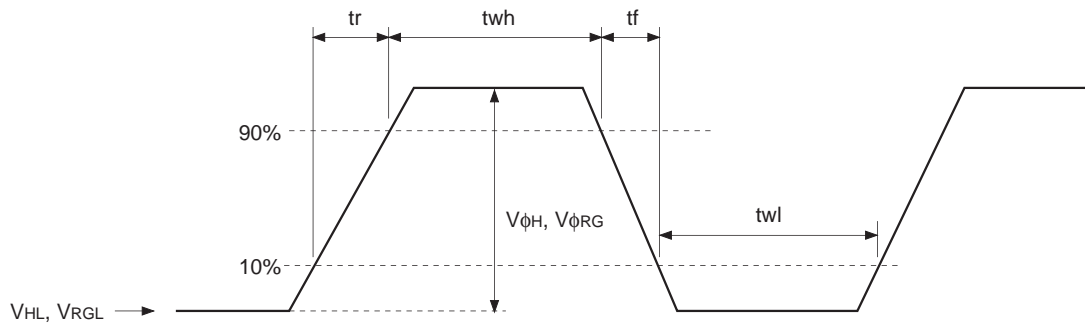 tr twh tf
90%
VϕH, VϕRG
twl
10%
VHL, VRGL